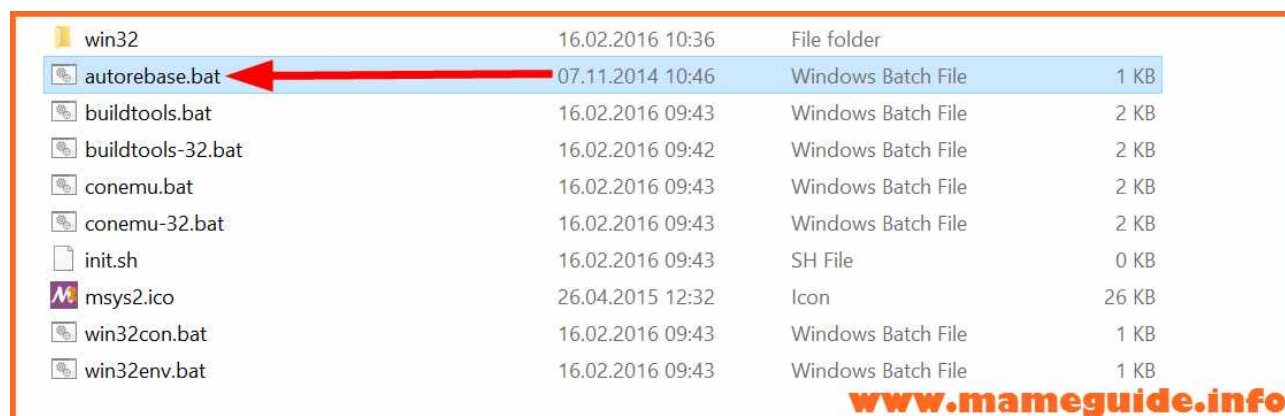 win32 16.02.2016 10:36 File folder
autorebase.bat 07.11.2014 10:46 Windows Batch File 1 KB
buildtools.bat 16.02.2016 09:43 Windows Batch File 2 KB
buildtools-32.bat 16.02.2016 09:42 Windows Batch File 2 KB
conemu.bat 16.02.2016 09:43 Windows Batch File 2 KB
conemu-32.bat 16.02.2016 09:43 Windows Batch File 2 KB
init.sh 16.02.2016 09:43 SH File 0 KB
msys2.ico 26.04.2015 12:32 Icon 26 KB
win32con.bat 16.02.2016 09:43 Windows Batch File 1 KB
win32env.bat 16.02.2016 09:43 Windows Batch File 1 KB
www.mameguide.info